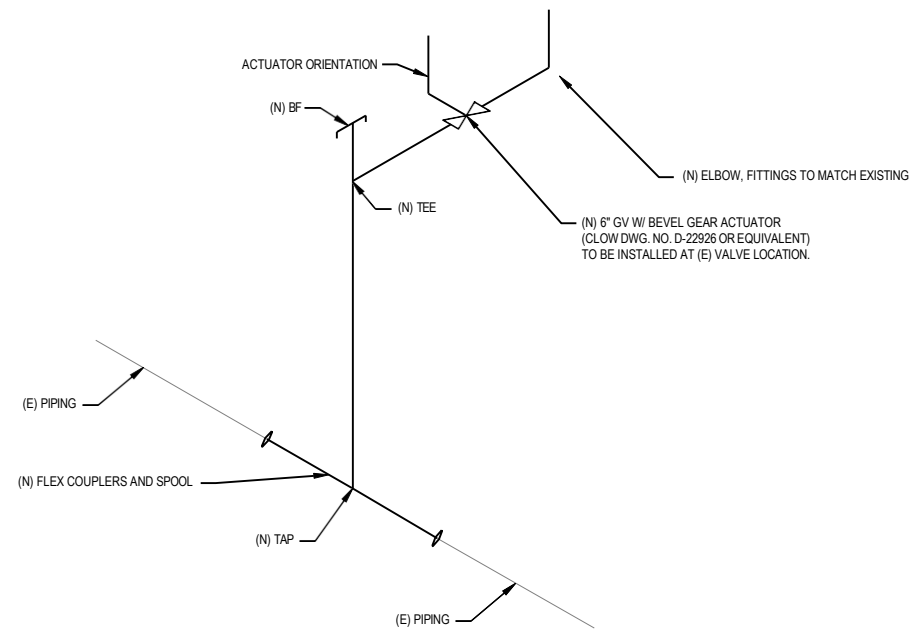 ACTUATOR ORIENTATION
(N) BF
(N) ELBOW, FITTINGS TO MATCH EXISTING
(N) TEE
(N) 6" GV W/ BEVEL GEAR ACTUATOR
(CLOW DWG. NO. D-22926 OR EQUIVALENT)
TO BE INSTALLED AT (E) VALVE LOCATION.
(E) PIPING
(N) FLEX COUPLERS AND SPOOL
(N) TAP
(E) PIPING